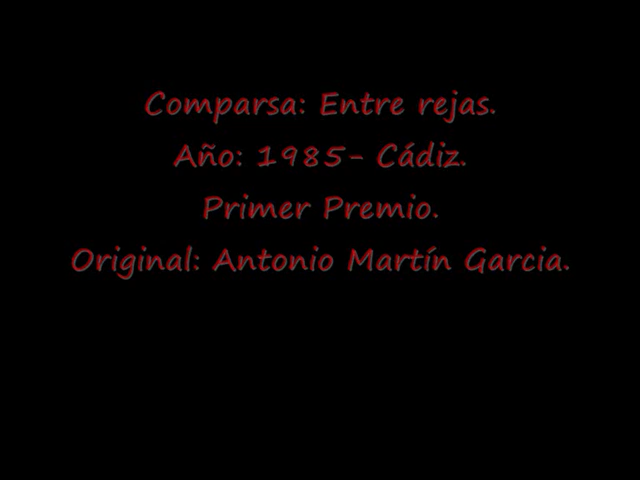 Comparsa: Entre rejas.
Año: 1985- Cádiz.
Primer Premio.
Original: Antonio Martín Garcia.